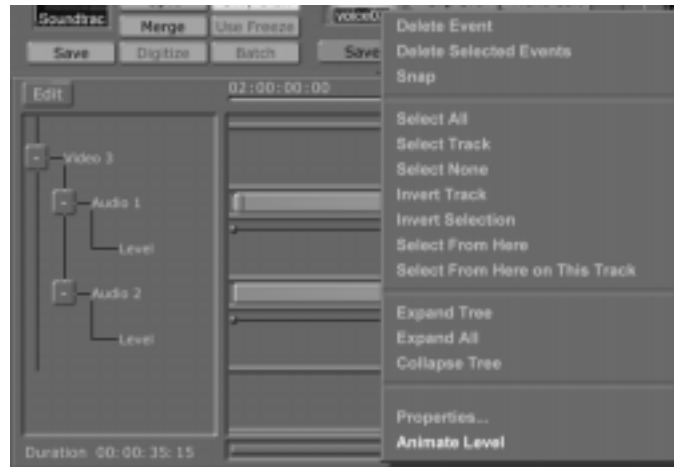 Soundtrac
Merge
Use Freeze
Save
Digitize
Batch
Save
Edit
02:00:00:00
Video 3
Audio 1
Level
Audio 2
Level
Duration 00:00:35:15
Delete Event
Delete Selected Events
Snap
Select All
Select Track
Select None
Invert Track
Invert Selection
Select From Here
Select From Here on This Track
Expand Tree
Expand All
Collapse Tree
Properties...
Animate Level